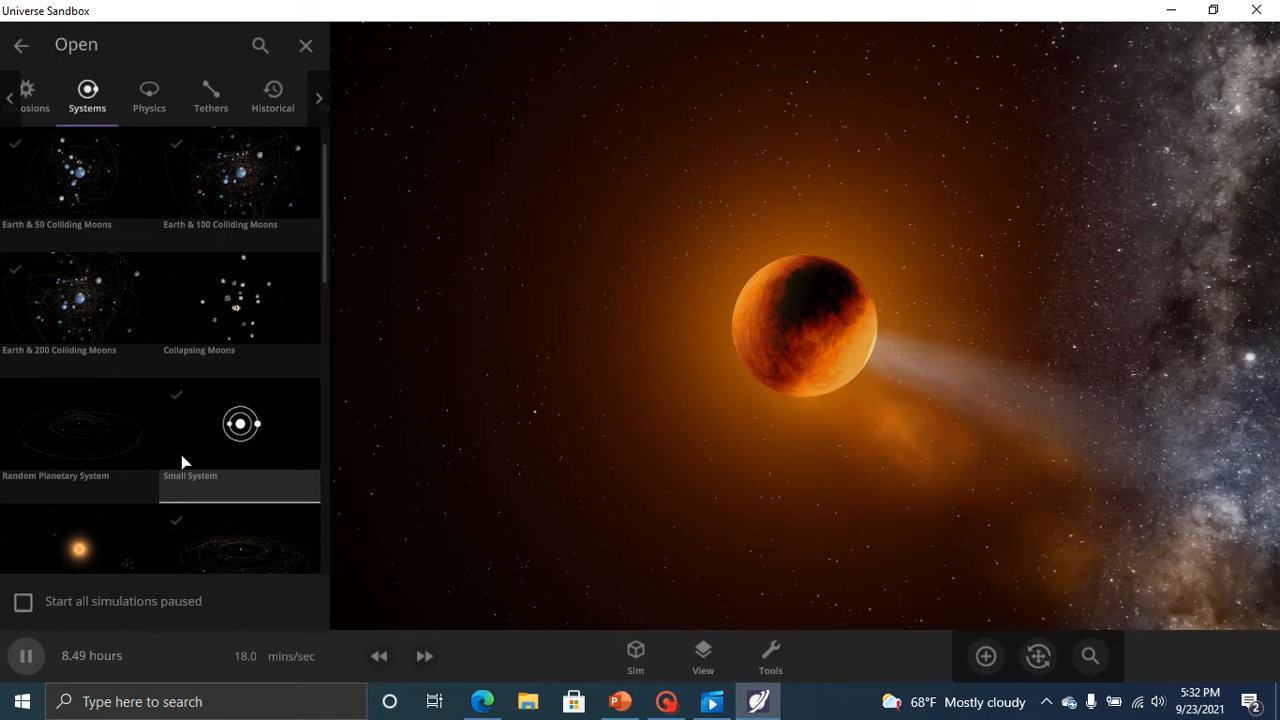 Universe Sandbox
Open
osions
Systems
Physics
Tethers
Historical
Earth & 50 Colliding Moons
Earth & 100 Colliding Moons
Earth & 200 Colliding Moons
Collapsing Moons
Random Planetary System
Small System
Start all simulations paused
8.49 hours
18.0 mins/sec
Sim
View
Tools
Type here to search
68°F Mostly cloudy
5:32 PM
9/23/2021
2